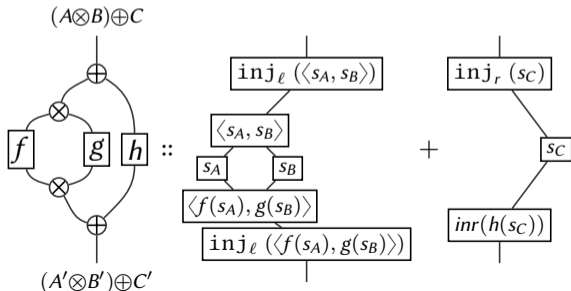 (A⊗B)⊕C
⊕
⊗
f g h
⊗
⊕
(A′⊗B′)⊕C′
::
inj_ℓ (⟨s_A, s_B⟩)
⟨s_A, s_B⟩
s_A s_B
⟨f(s_A), g(s_B)⟩
inj_ℓ (⟨f(s_A), g(s_B)⟩)
+
inj_r (s_C)
s_C
inr(h(s_C))